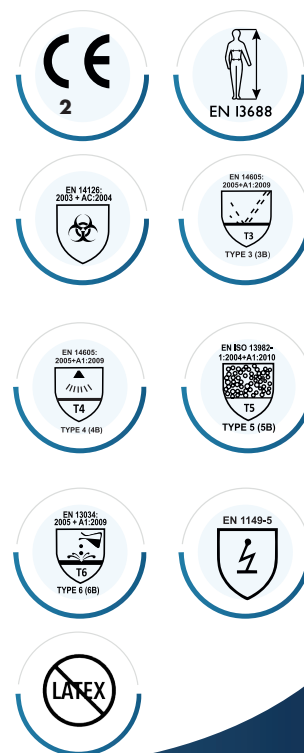 CE
2
EN 13688
EN 14126:
2003 + AC:2004
EN 14605:
2005+A1:2009
T3
TYPE 3 (3B)
EN 14605:
2005+A1:2009
T4
TYPE 4 (4B)
EN ISO 13982-
1:2004+A1:2010
T5
TYPE 5 (5B)
EN 13034:
2005 + A1:2009
T6
TYPE 6 (6B)
EN 1149-5
LATEX